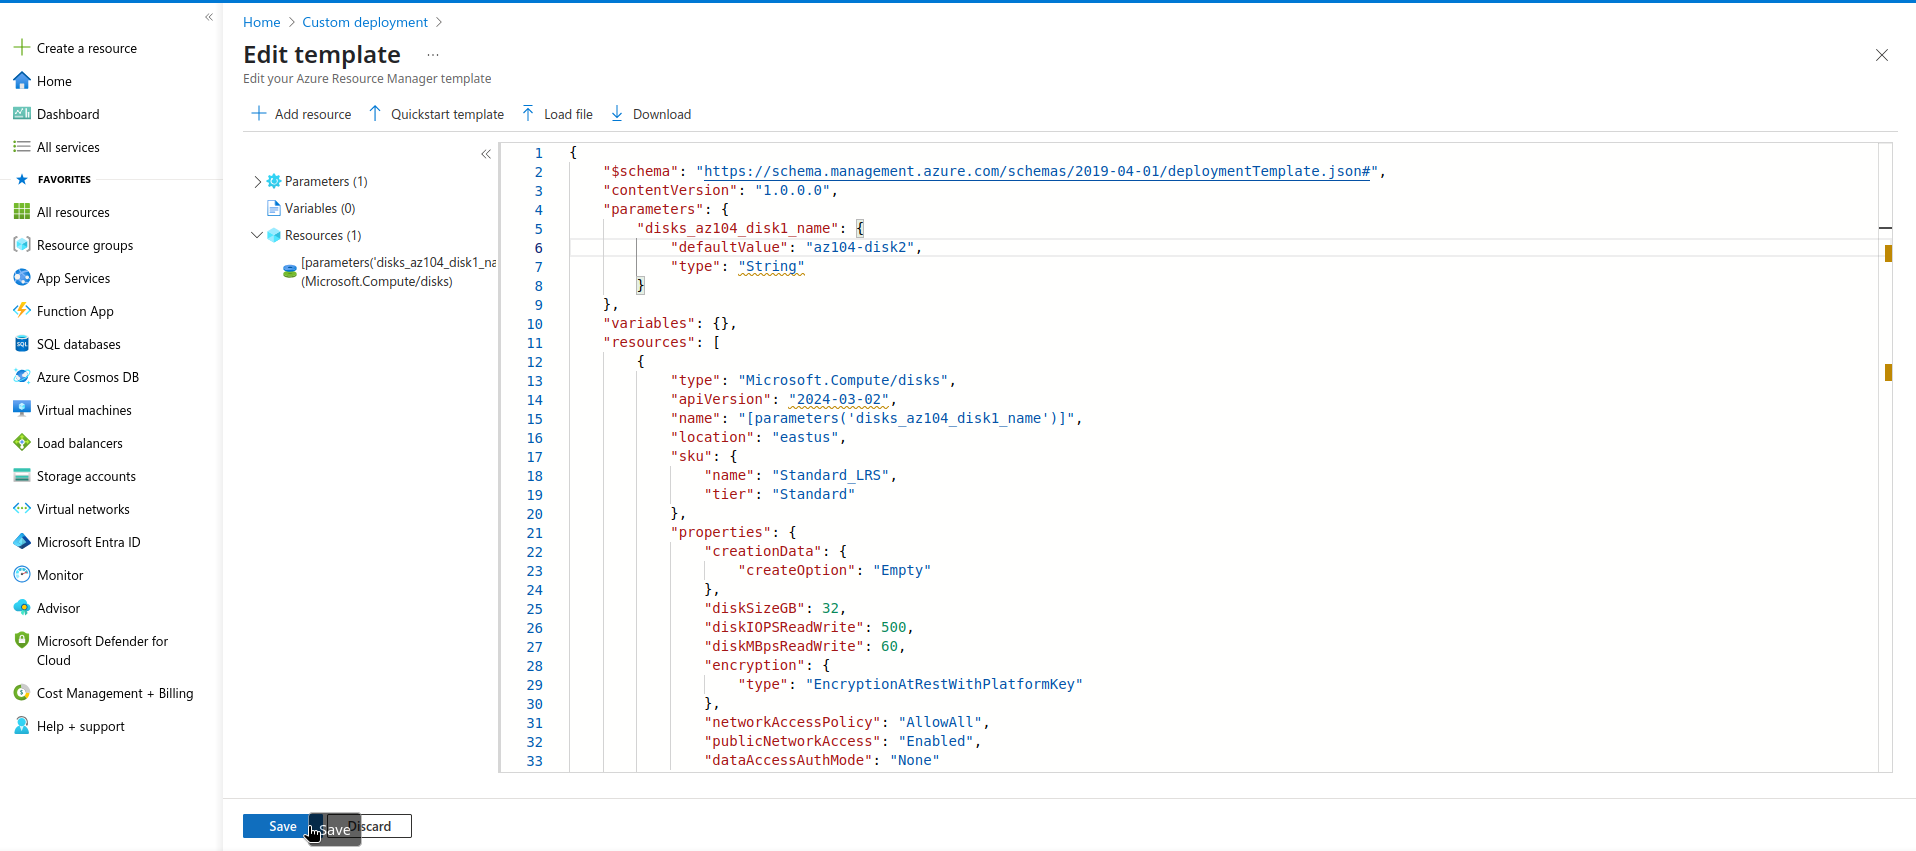 Create a resource
Home
Dashboard
All services
FAVORITES
All resources
Resource groups
App Services
Function App
SQL databases
Azure Cosmos DB
Virtual machines
Load balancers
Storage accounts
Virtual networks
Microsoft Entra ID
Monitor
Advisor
Microsoft Defender for
Cloud
Cost Management + Billing
Help + support
Home > Custom deployment >
Edit template ...
Edit your Azure Resource Manager template
Add resource Quickstart template Load file Download
Parameters (1)
Variables (0)
Resources (1)
[parameters('disks_az104_disk1_na
(Microsoft.Compute/disks)
1 {
2 "$schema": "https://schema.management.azure.com/schemas/2019-04-01/deploymentTemplate.json#",
3 "contentVersion": "1.0.0.0",
4 "parameters": {
5 "disks_az104_disk1_name": {
6 "defaultValue": "az104-disk2",
7 "type": "String"
8 }
9 },
10 "variables": {},
11 "resources": [
12 {
13 "type": "Microsoft.Compute/disks",
14 "apiVersion": "2024-03-02",
15 "name": "[parameters('disks_az104_disk1_name')]",
16 "location": "eastus",
17 "sku": {
18 "name": "Standard_LRS",
19 "tier": "Standard"
20 },
21 "properties": {
22 "creationData": {
23 "createOption": "Empty"
24 },
25 "diskSizeGB": 32,
26 "diskIOPSReadWrite": 500,
27 "diskMBpsReadWrite": 60,
28 "encryption": {
29 "type": "EncryptionAtRestWithPlatformKey"
30 },
31 "networkAccessPolicy": "AllowAll",
32 "publicNetworkAccess": "Enabled",
33 "dataAccessAuthMode": "None"
Save Discard
Save